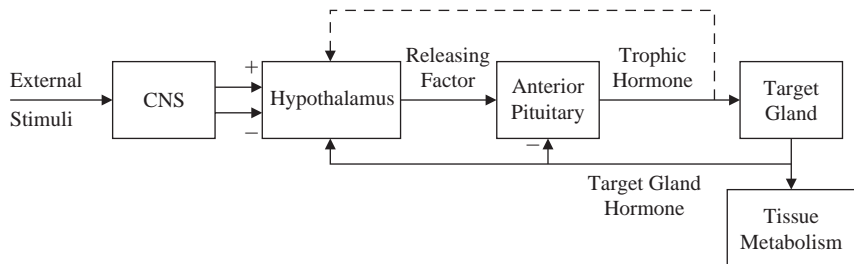 External
Stimuli
CNS
+
−
Hypothalamus
Releasing
Factor
Anterior
Pituitary
−
Trophic
Hormone
Target
Gland
Target Gland
Hormone
Tissue
Metabolism